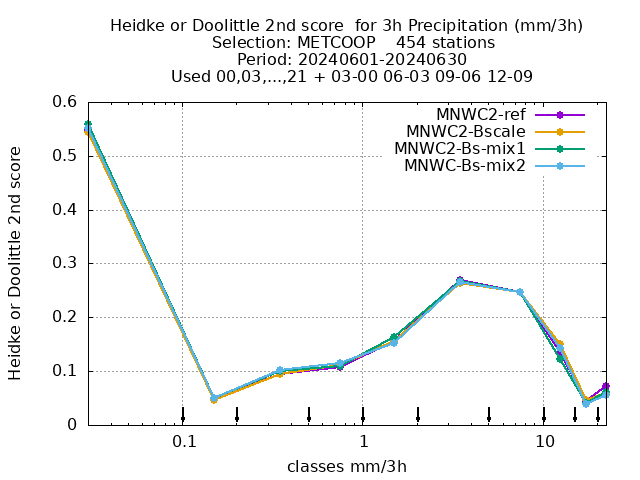 Heidke or Doolittle 2nd score  for 3h Precipitation (mm/3h)
Selection: METCOOP    454 stations
Period: 20240601-20240630
Used 00,03,...,21 + 03-00 06-03 09-06 12-09
MNWC2-ref
MNWC2-Bscale
MNWC2-Bs-mix1
MNWC-Bs-mix2
Heidke or Doolittle 2nd score
0.6
0.5
0.4
0.3
0.2
0.1
0
0.1 1 10
classes mm/3h